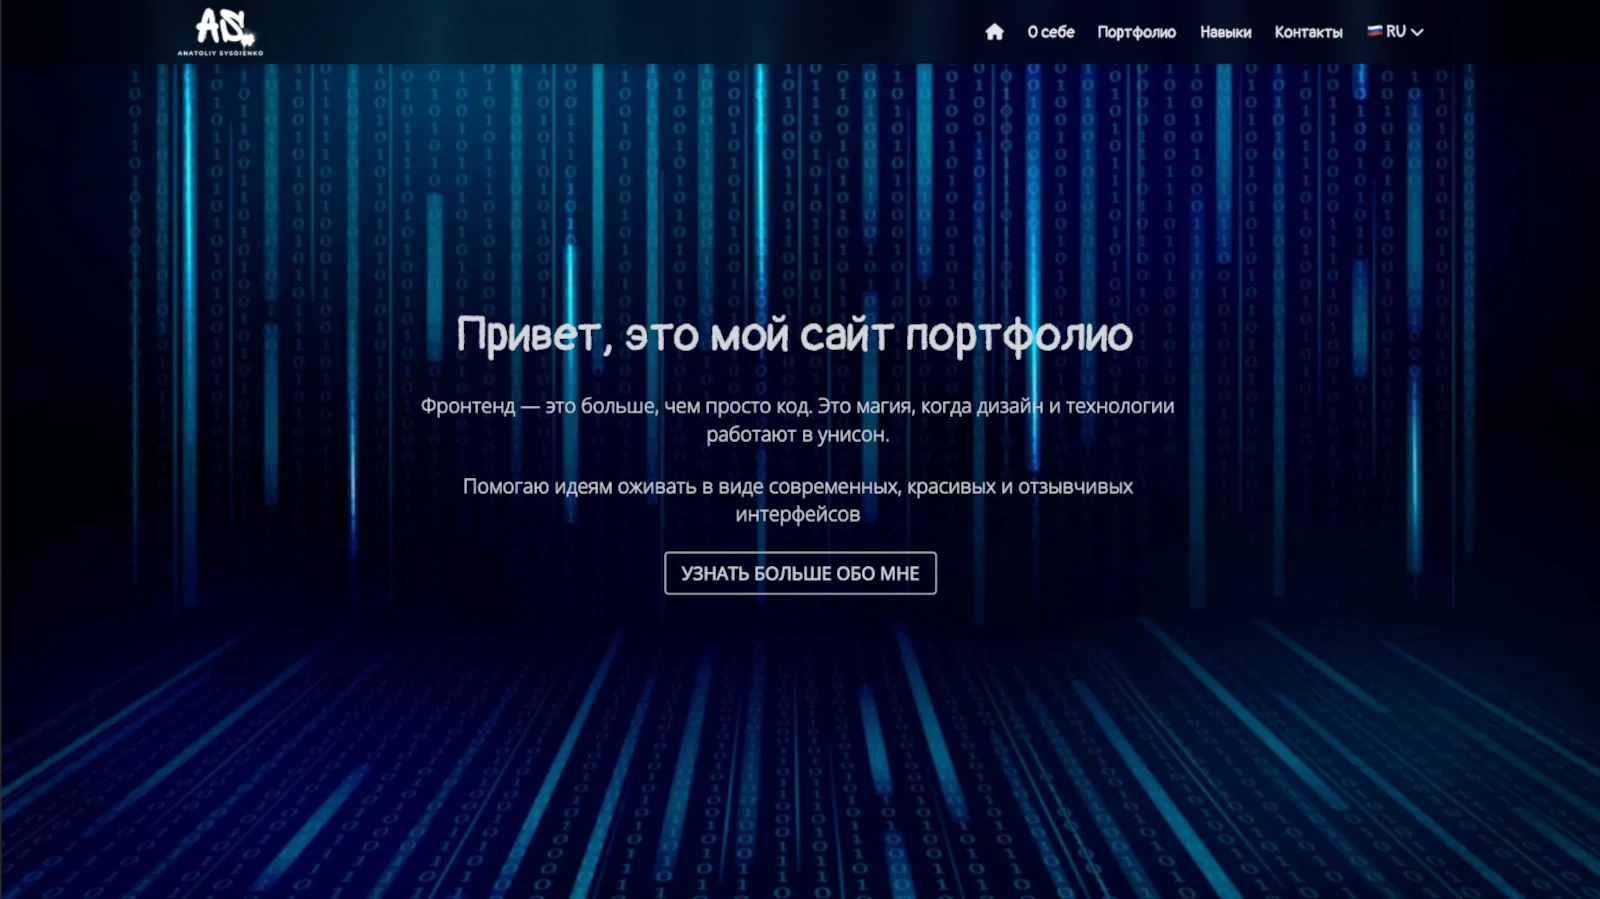 AS
ANATOLIY SYSOIENKO
О себе
Портфолио
Навыки
Контакты
RU
Привет, это мой сайт портфолио
Фронтенд — это больше, чем просто код. Это магия, когда дизайн и технологии
работают в унисон.
Помогаю идеям оживать в виде современных, красивых и отзывчивых
интерфейсов
УЗНАТЬ БОЛЬШЕ ОБО МНЕ